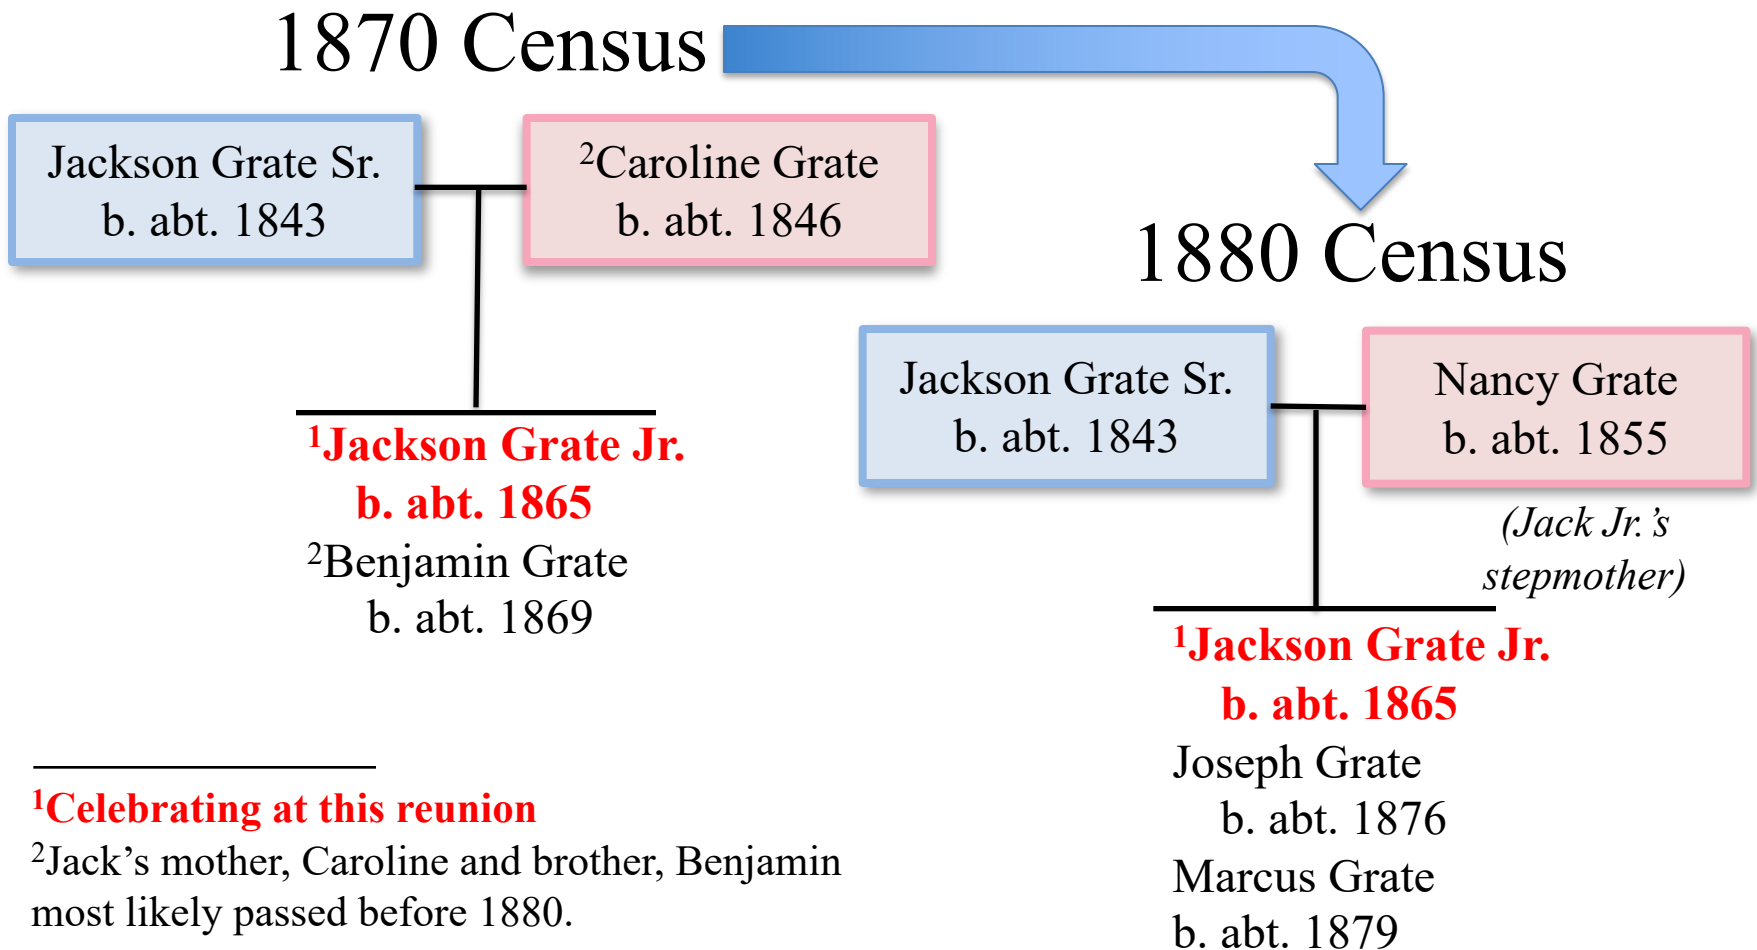 1870 Census
Jackson Grate Sr.
b. abt. 1843
²Caroline Grate
b. abt. 1846
¹Jackson Grate Jr.
b. abt. 1865
²Benjamin Grate
b. abt. 1869
1880 Census
Jackson Grate Sr.
b. abt. 1843
Nancy Grate
b. abt. 1855
(Jack Jr.’s
stepmother)
¹Jackson Grate Jr.
b. abt. 1865
Joseph Grate
b. abt. 1876
Marcus Grate
b. abt. 1879
¹Celebrating at this reunion
²Jack’s mother, Caroline and brother, Benjamin
most likely passed before 1880.